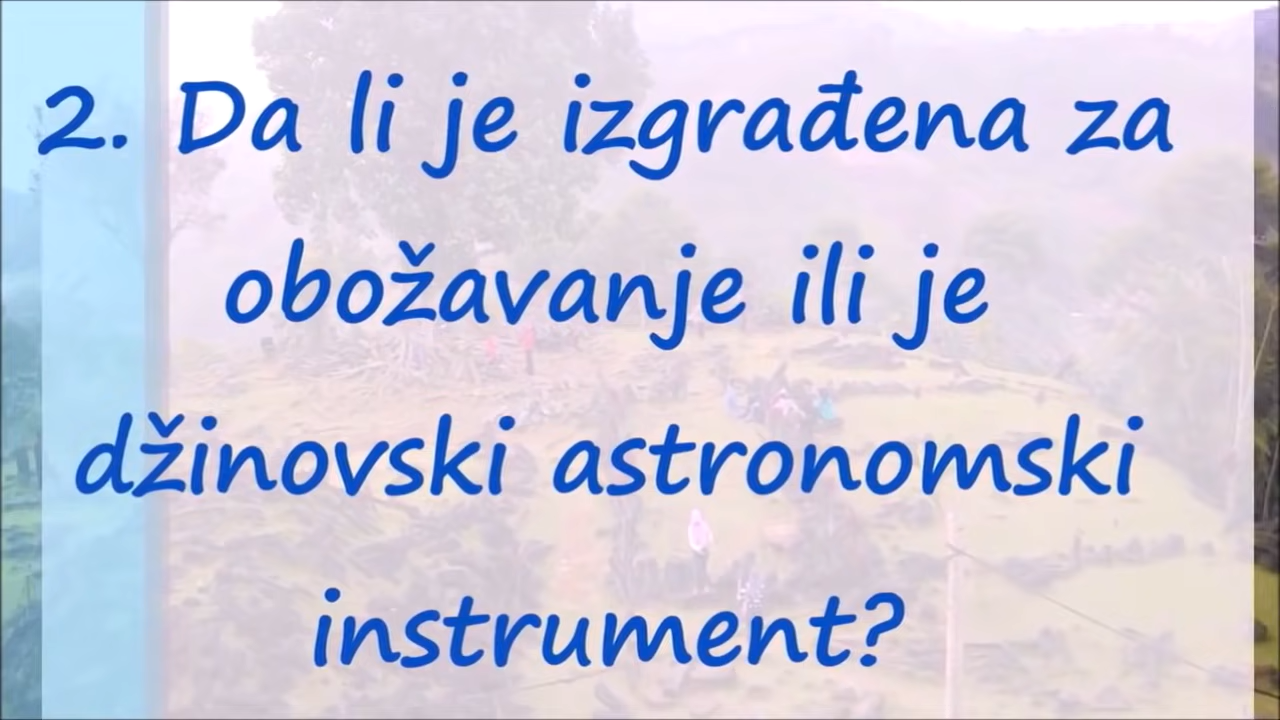 2. Da li je izgrađena za
obožavanje ili je
džinovski astronomski
instrument?